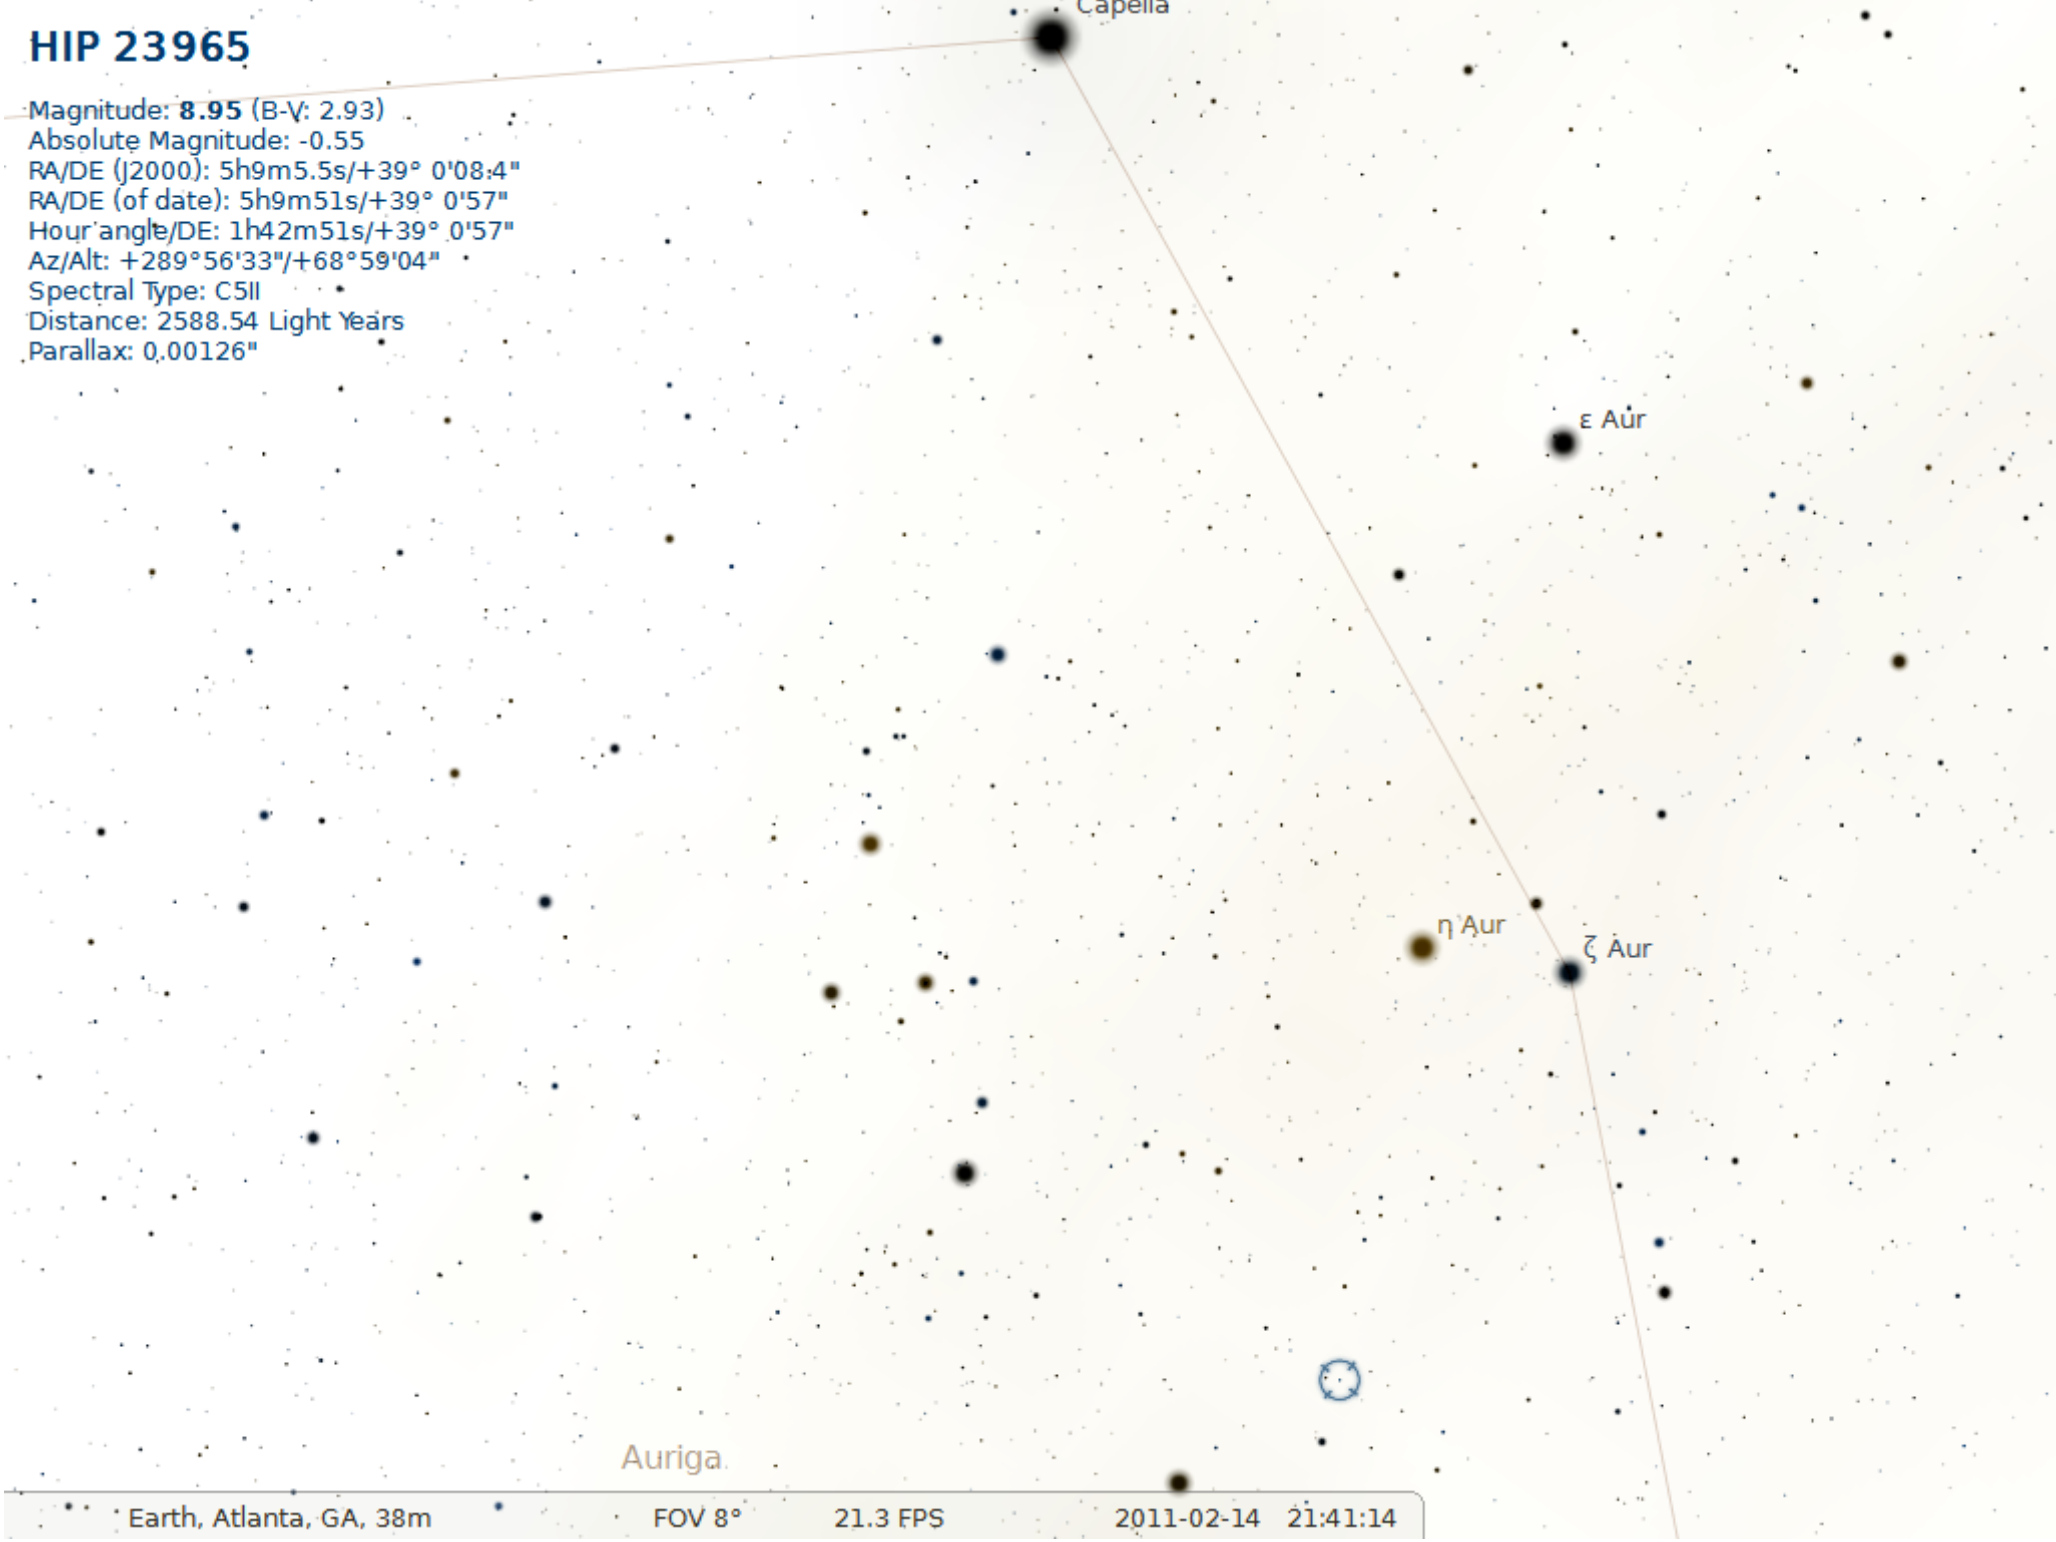 Capella
HIP 23965
Magnitude: 8.95 (B-V: 2.93)
Absolute Magnitude: -0.55
RA/DE (J2000): 5h9m5.5s/+39° 0'08.4"
RA/DE (of date): 5h9m51s/+39° 0'57"
Hour angle/DE: 1h42m51s/+39° 0'57"
Az/Alt: +289°56'33"/+68°59'04"
Spectral Type: C5II
Distance: 2588.54 Light Years
Parallax: 0.00126"
ε Aur
η Aur
ζ Aur
Auriga
Earth, Atlanta, GA, 38m FOV 8° 21.3 FPS 2011-02-14 21:41:14